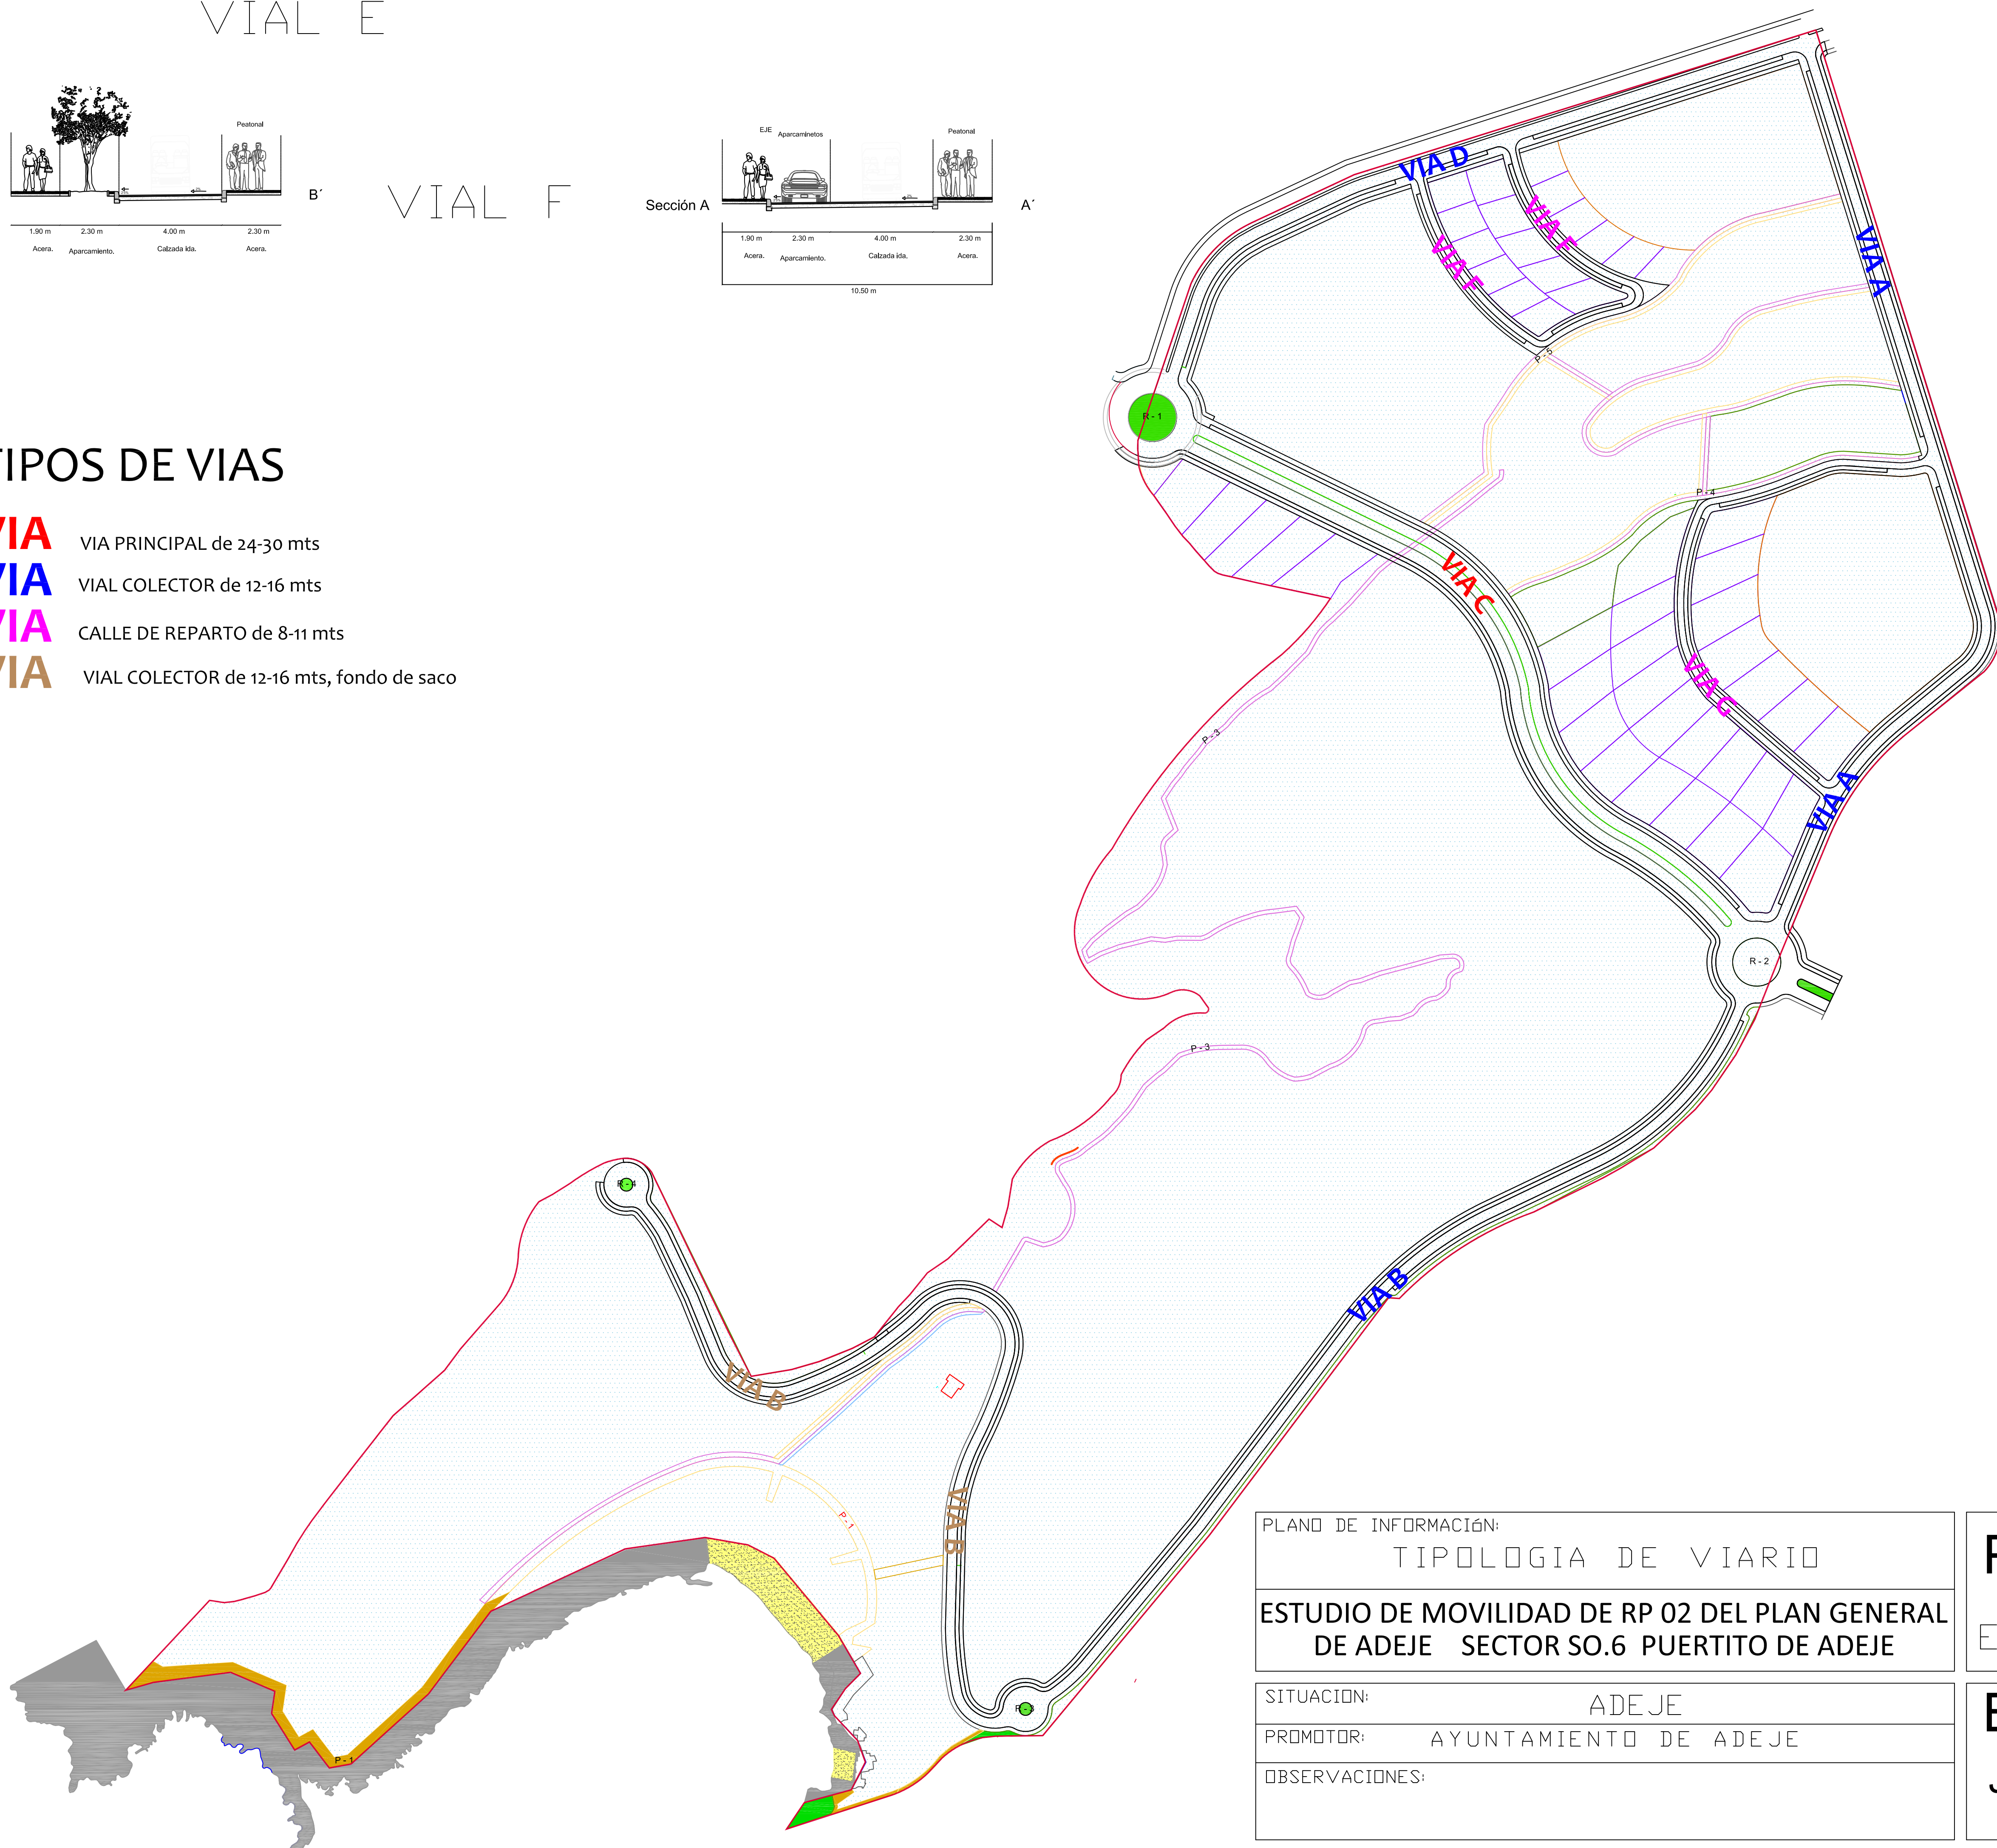 VIAL E
Peatonal
B´
1.90 m 2.30 m 4.00 m 2.30 m
Acera. Aparcamiento. Calzada ida. Acera.
VIAL F
EJE Aparcaminetos Peatonal
Sección A A´
1.90 m 2.30 m 4.00 m 2.30 m
Acera. Aparcamiento. Calzada ida. Acera.
10.50 m
TIPOS DE VIAS
VIA VIA PRINCIPAL de 24-30 mts
VIA VIAL COLECTOR de 12-16 mts
VIA CALLE DE REPARTO de 8-11 mts
VIA VIAL COLECTOR de 12-16 mts, fondo de saco
VIA D
VIA F
VIA F
VIA A
P - 5
R - 1
P - 4
VIA C
VIA C
P - 3
VIA A
R - 2
P - 3
R - 4
VIA B
VIA B
VIA B
P - 1
R - 3
P - 1
PLANO DE INFORMACIóN:
TIPOLOGIA DE VIARIO
ESTUDIO DE MOVILIDAD DE RP 02 DEL PLAN GENERAL
DE ADEJE SECTOR SO.6 PUERTITO DE ADEJE
SITUACION: ADEJE
PROMOTOR: AYUNTAMIENTO DE ADEJE
OBSERVACIONES: